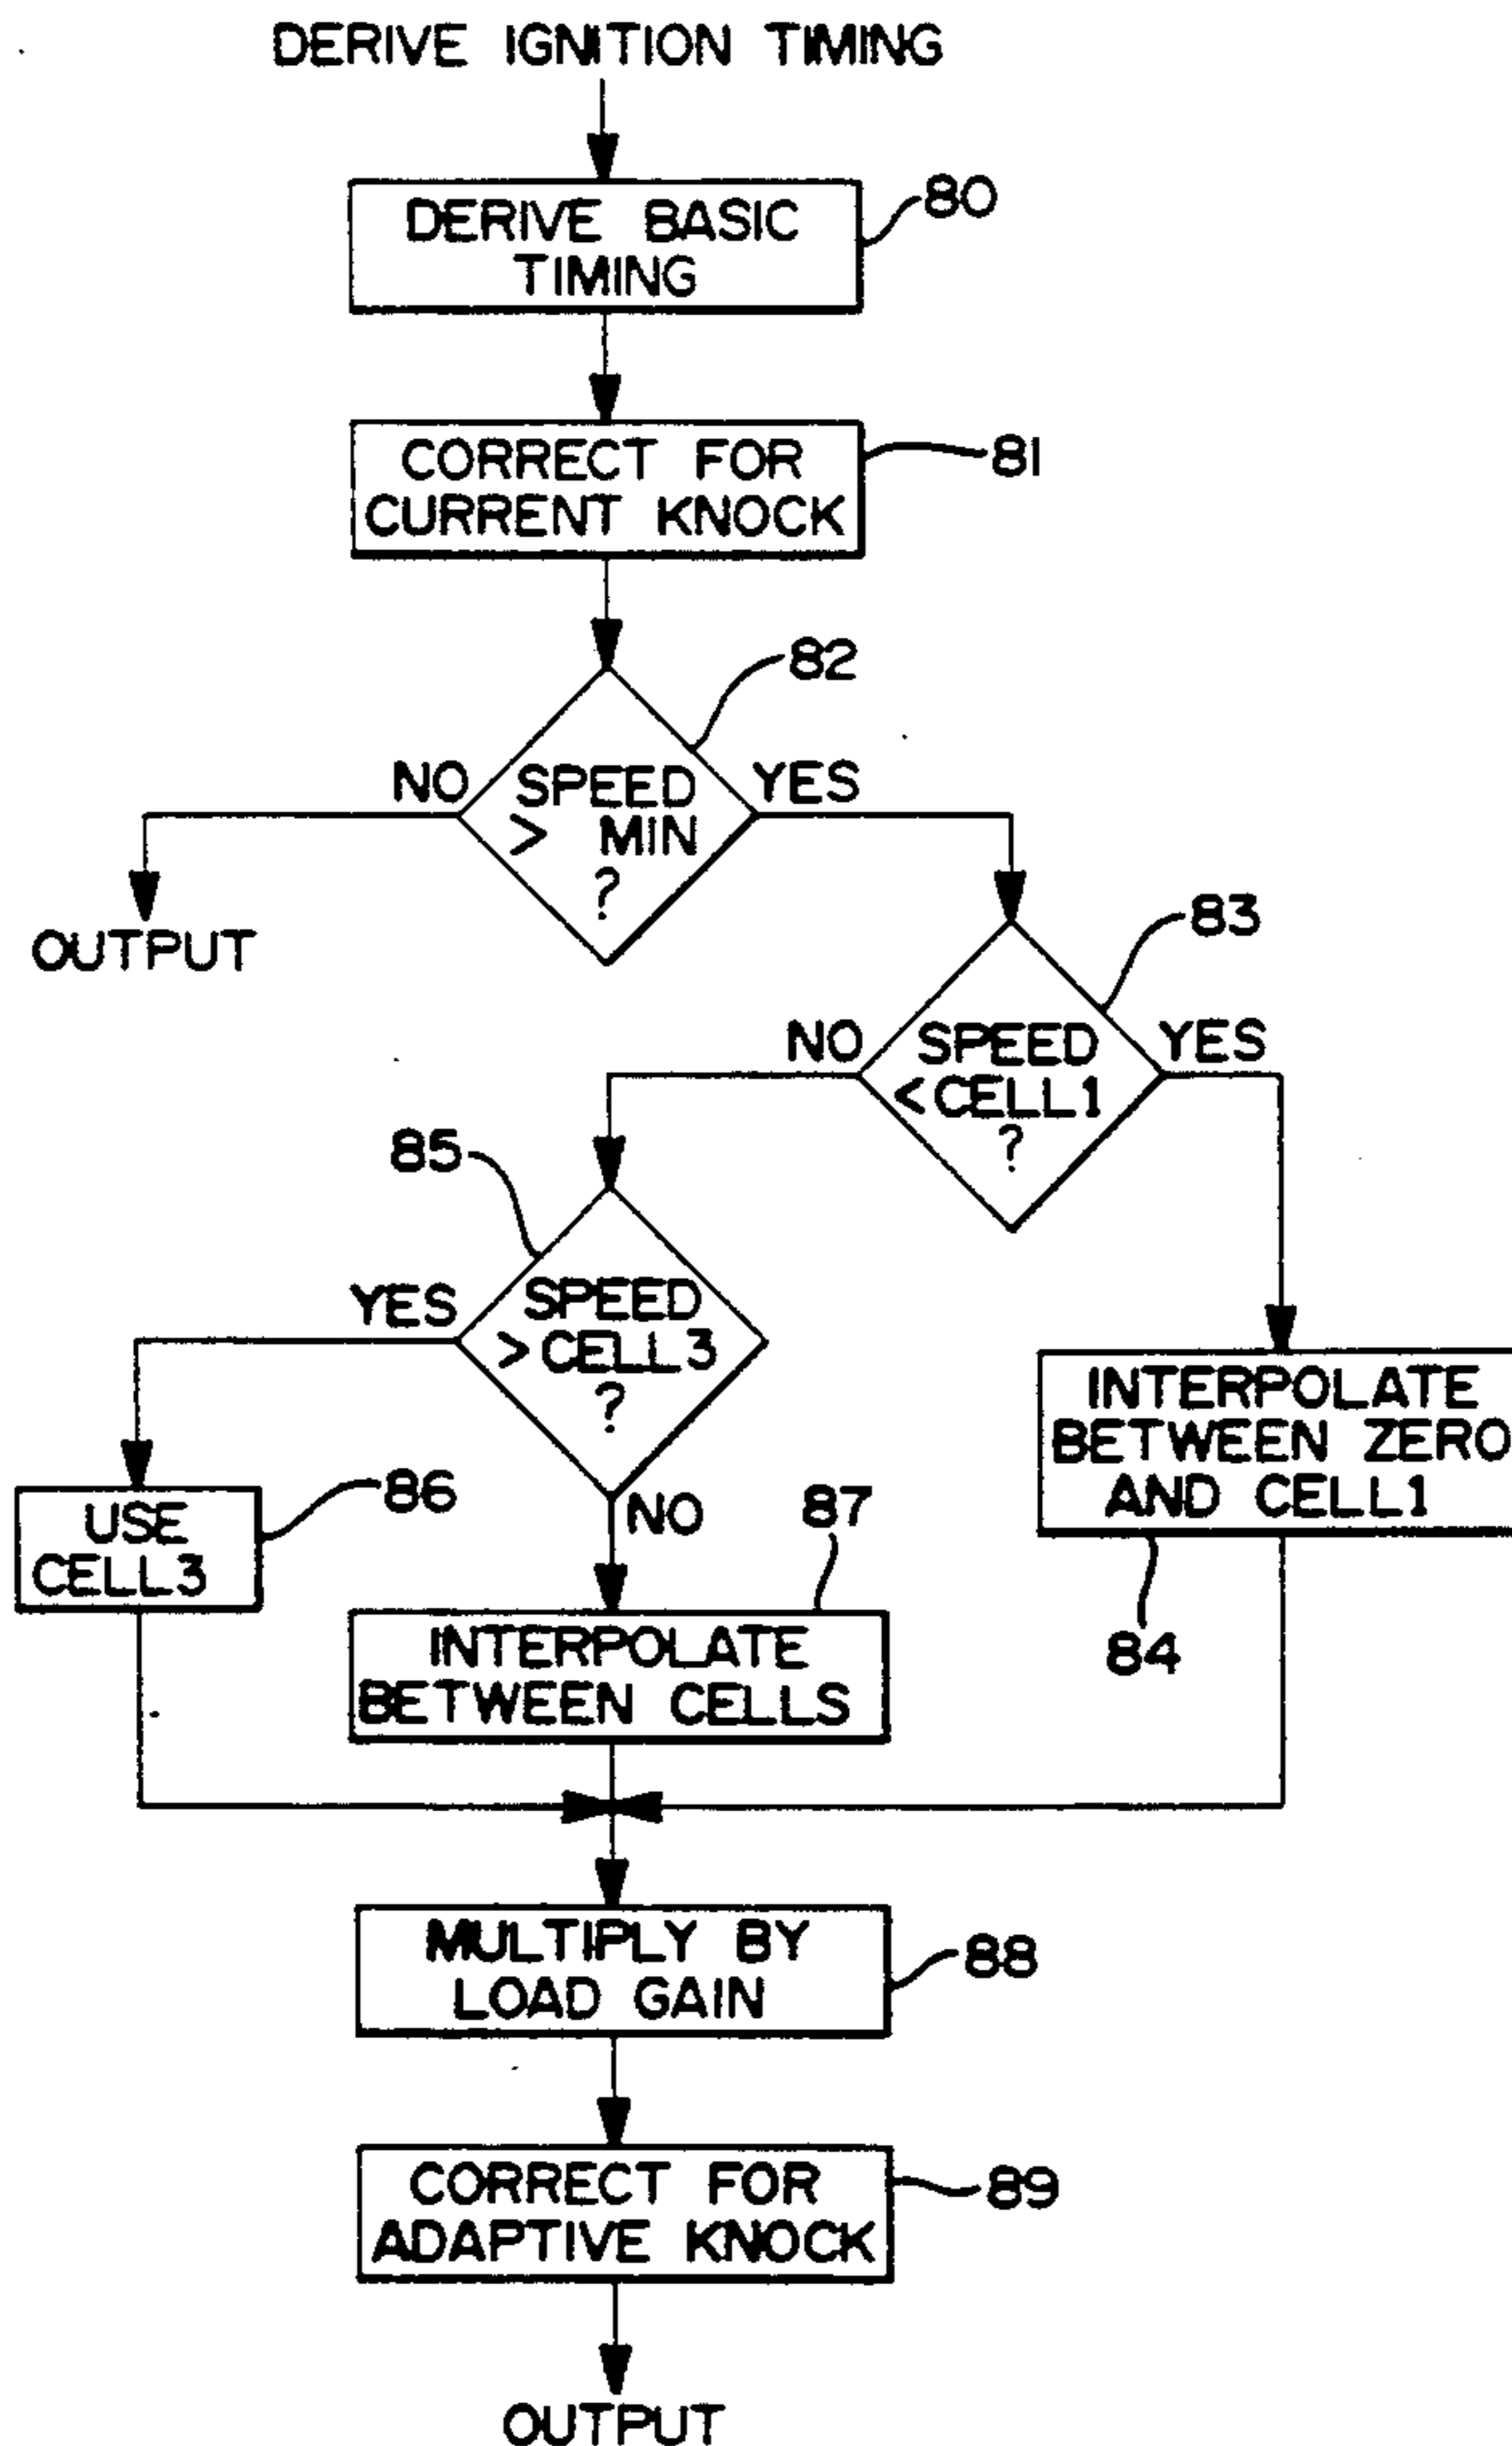 DERIVE IGNITION TIMING
DERIVE BASIC
TIMING
80
CORRECT FOR
CURRENT KNOCK
81
82
NO
SPEED
> MIN
?
YES
OUTPUT
83
NO
SPEED
<CELL1
?
YES
85
YES
SPEED
>CELL3
?
NO
INTERPOLATE
BETWEEN ZERO
AND CELL1
84
USE
CELL3
86
87
INTERPOLATE
BETWEEN CELLS
MULTIPLY BY
LOAD GAIN
88
CORRECT FOR
ADAPTIVE KNOCK
89
OUTPUT